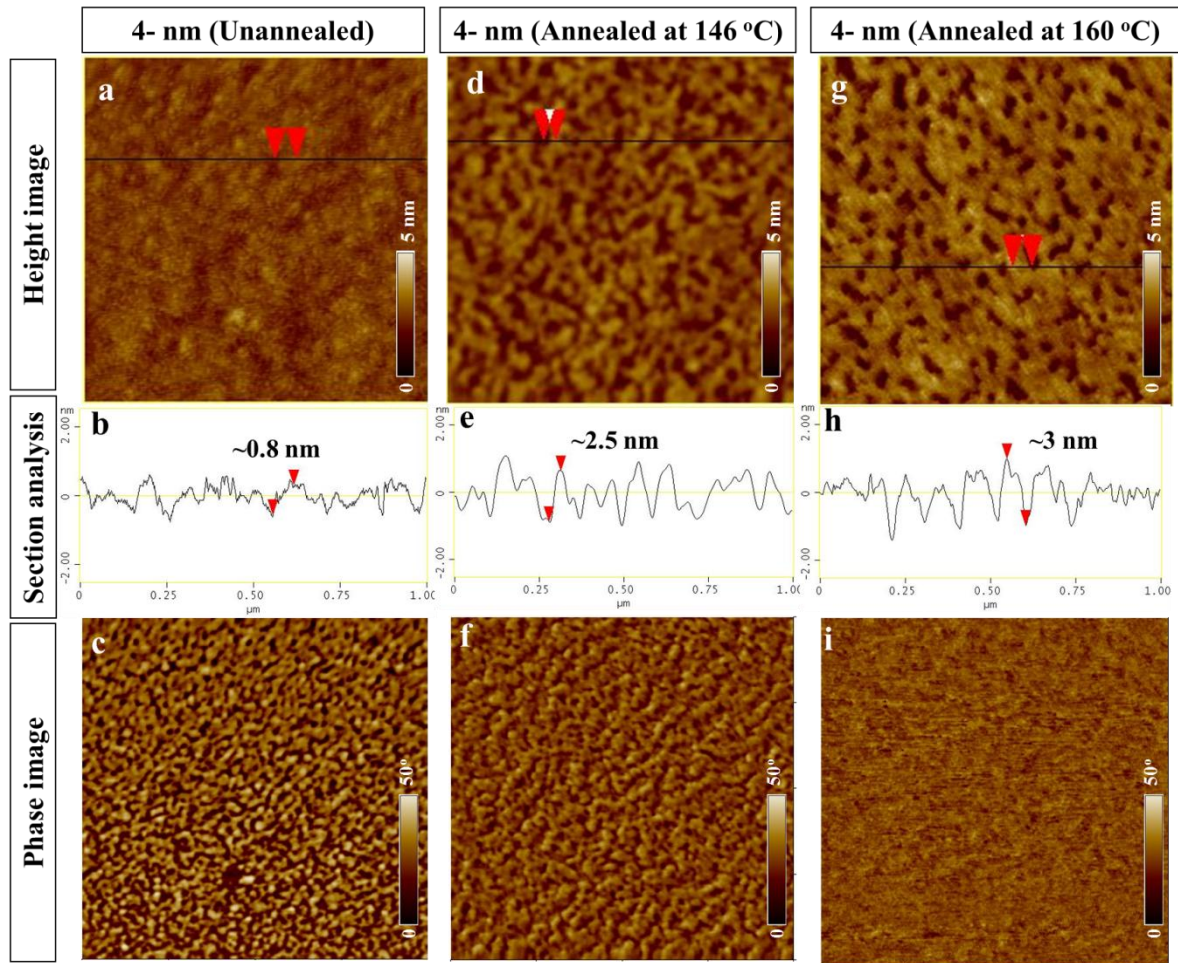 4- nm (Unannealed)
4- nm (Annealed at 146 °C)
4- nm (Annealed at 160 °C)
Height image
a
5 nm
0
d
5 nm
0
g
5 nm
0
Section analysis
nm
2.00
0
-2.00
b
~0.8 nm
0 0.25 0.50 0.75 1.00
µm
nm
2.00
0
-2.00
e
~2.5 nm
0 0.25 0.50 0.75 1.00
µm
nm
2.00
0
-2.00
h
~3 nm
0 0.25 0.50 0.75 1.00
µm
Phase image
c
50°
0
f
50°
0
i
50°
0